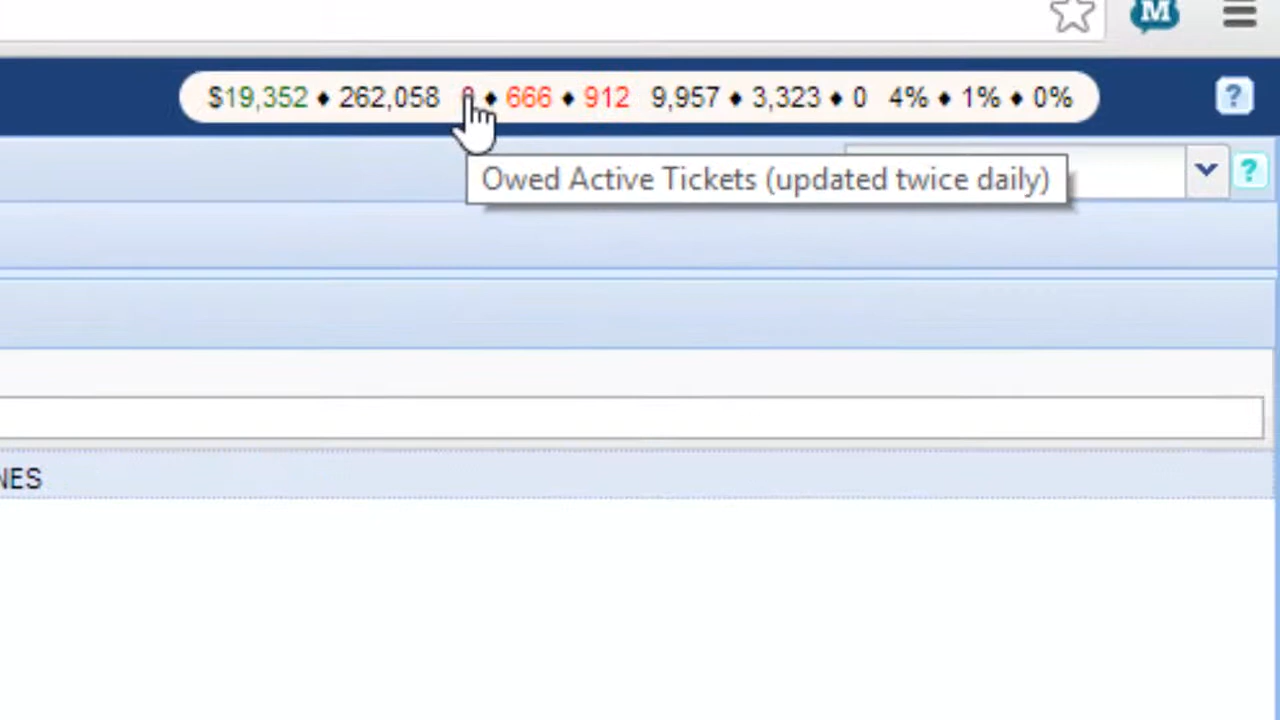 M
$19,352 ♦ 262,058 ♦ 666 ♦ 912 9,957 ♦ 3,323 ♦ 0 4% ♦ 1% ♦ 0% ?
Owed Active Tickets (updated twice daily) ?
NES